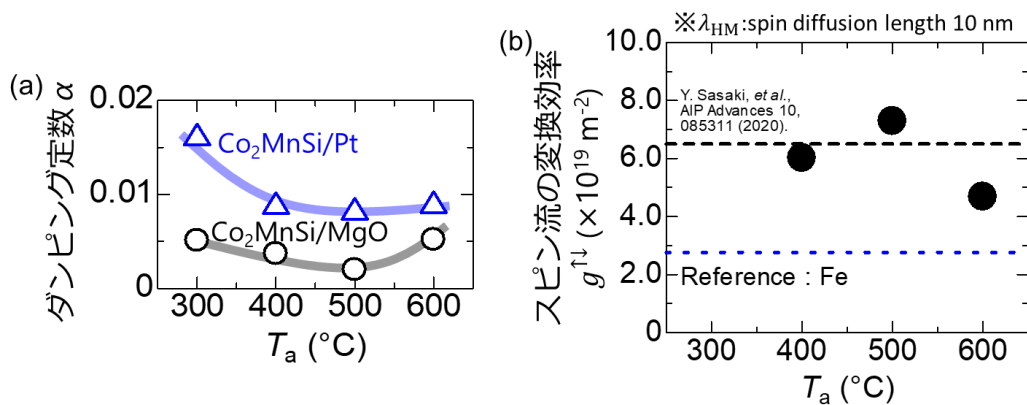 (a)
ダンピング定数 α
0.02
0.01
0
Co₂MnSi/Pt
Co₂MnSi/MgO
300 400 500 600
Tₐ (°C)
※λHM:spin diffusion length 10 nm
(b)
スピン流の変換効率
g↑↓ (×10¹⁹ m⁻²)
10.0
8.0
6.0
4.0
2.0
0.0
Y. Sasaki, et al.,
AIP Advances 10,
085311 (2020).
Reference : Fe
300 400 500 600
Tₐ (°C)